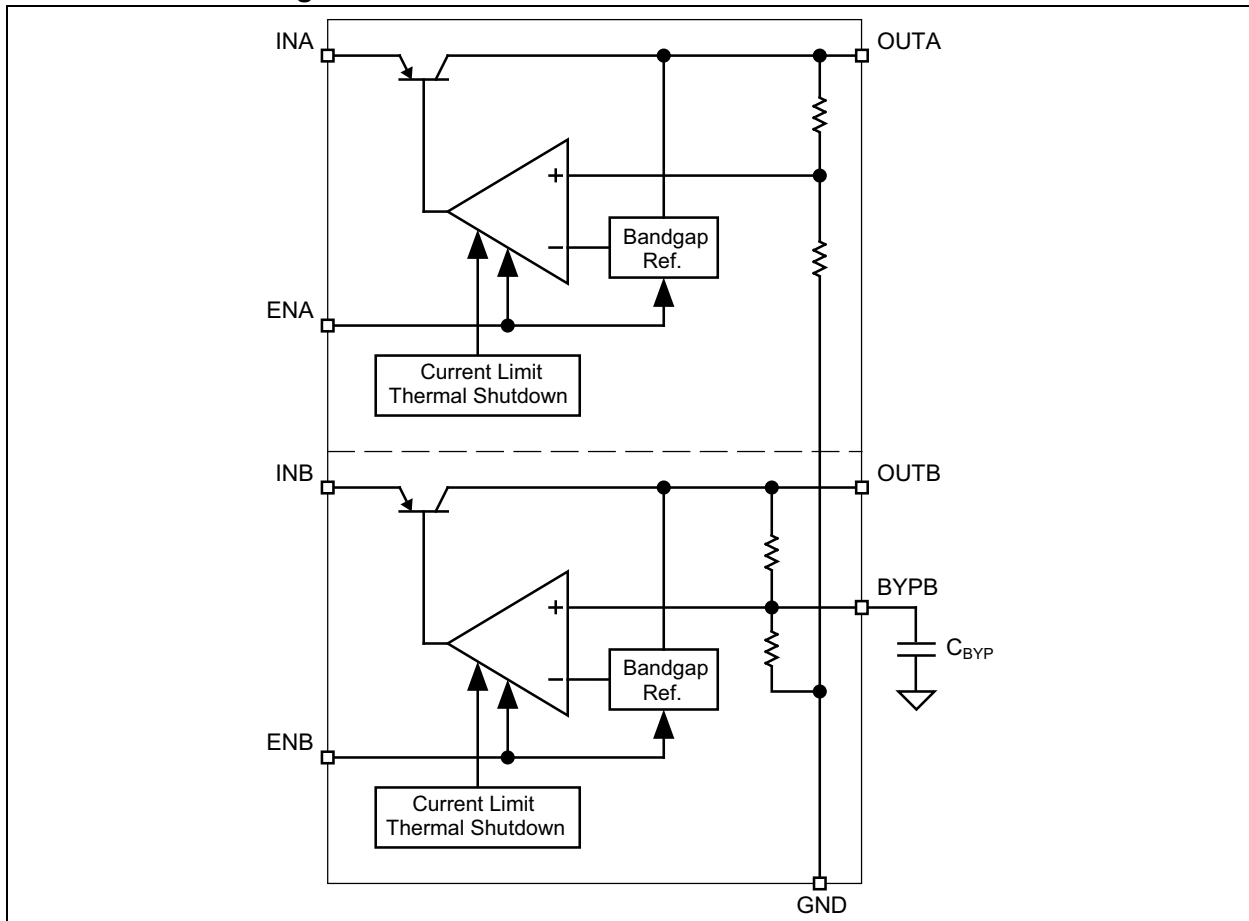 INA
OUTA
+
−
Bandgap
Ref.
ENA
Current Limit
Thermal Shutdown
INB
OUTB
BYPB
+
C_BYP
−
Bandgap
Ref.
ENB
Current Limit
Thermal Shutdown
GND